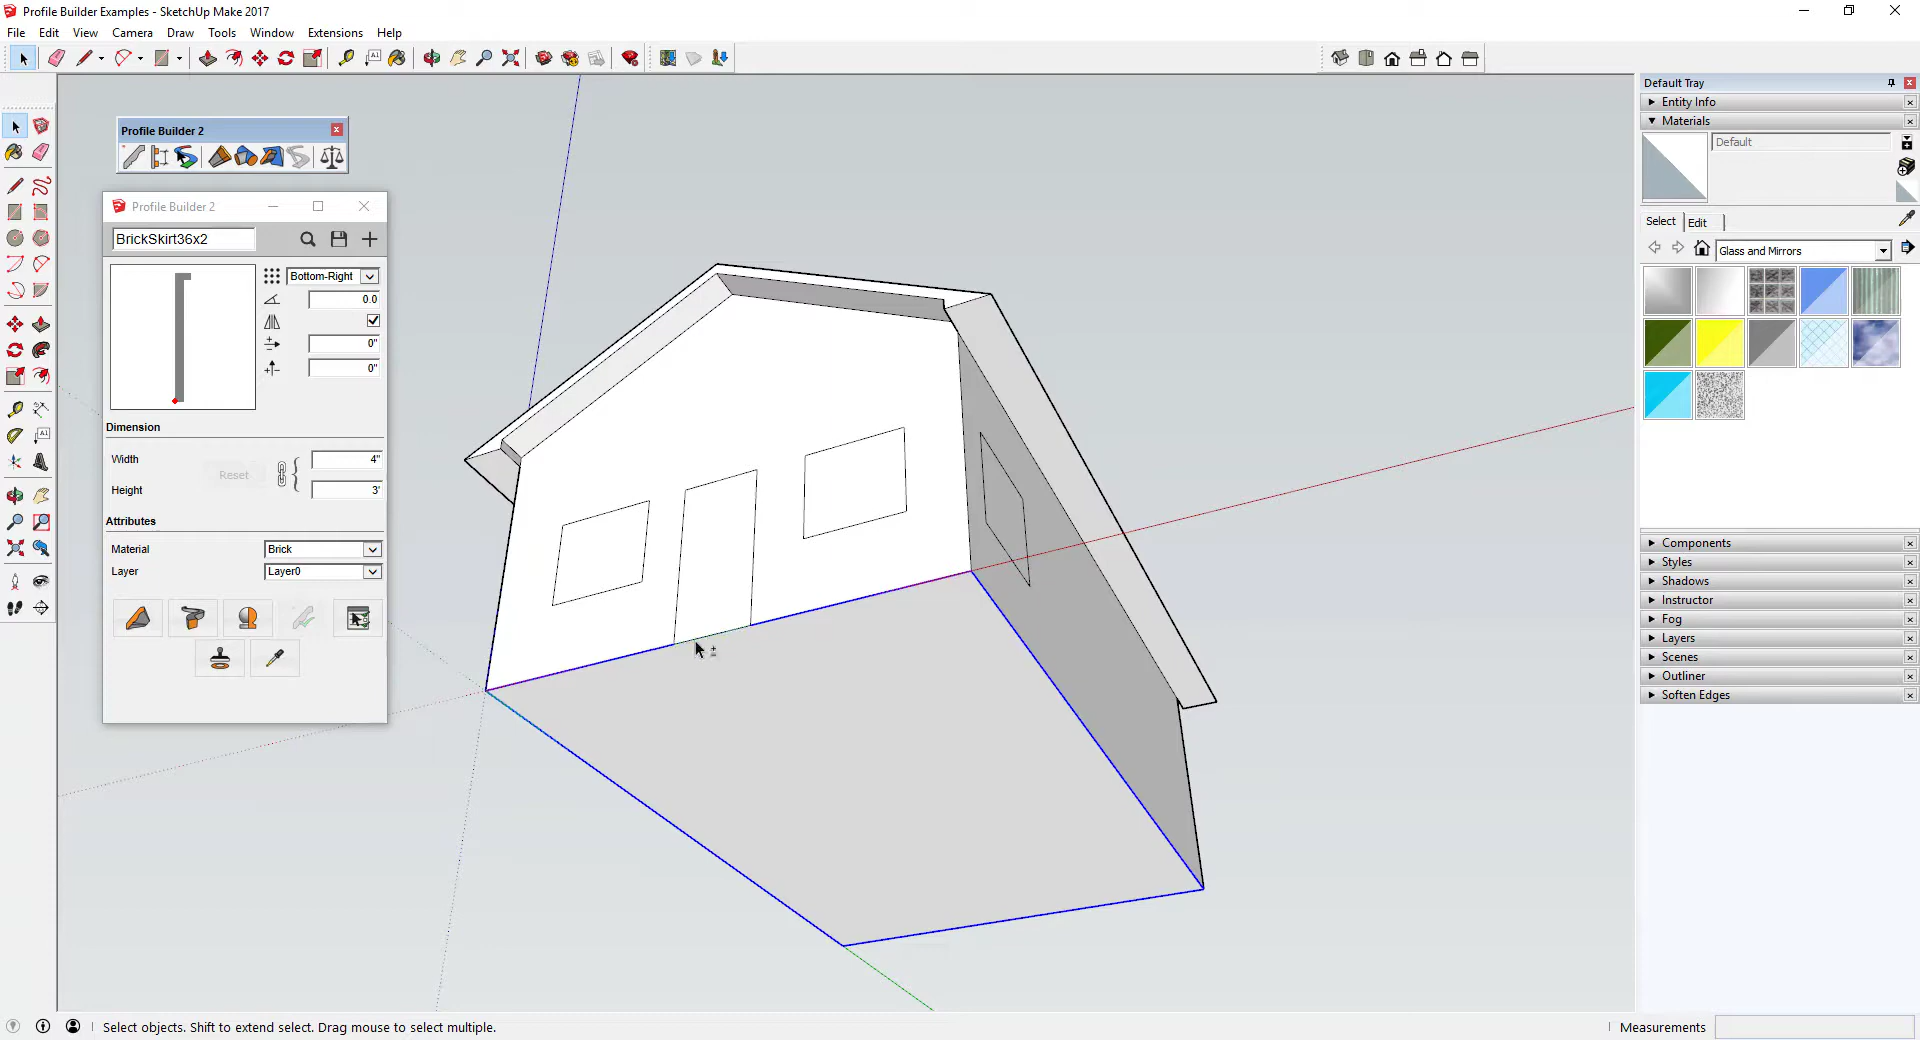 Profile Builder Examples - SketchUp Make 2017
File Edit View Camera Draw Tools Window Extensions Help
Default Tray
Entity Info
Materials
Default
Select Edit
Glass and Mirrors
Components
Styles
Shadows
Instructor
Fog
Layers
Scenes
Outliner
Soften Edges
Profile Builder 2
Profile Builder 2
BrickSkirt36x2
Bottom-Right
0.0
0"
0"
Dimension
Width 4"
Reset
Height 3'
Attributes
Material Brick
Layer Layer0
Select objects. Shift to extend select. Drag mouse to select multiple.
Measurements